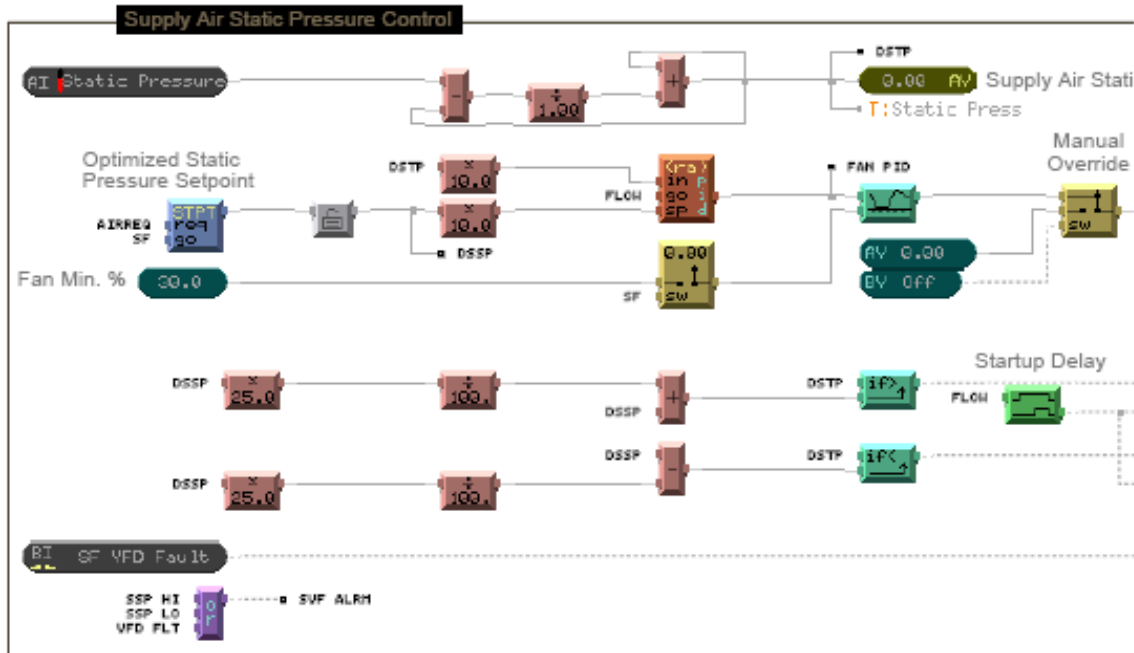 Supply Air Static Pressure Control
AI Static Pressure
-
÷
1.00
+
DSTP
0.00 AV
Supply Air Stati
T:Static Press
Optimized Static
Pressure Setpoint
AIRREQ
SF
STPT
req
go
DSTP
x
10.0
x
10.0
DSSP
FLOW
(ra)
in
go
sp
pid
FAN PID
Manual
Override
sw
AV 0.00
BV Off
Fan Min. %
30.0
SF
0.00
sw
DSSP
x
25.0
÷
100.
DSSP
+
DSTP
if>
Startup Delay
FLOW
DSSP
x
25.0
÷
100.
DSSP
-
DSTP
if<
BI SF VFD Fault
SSP HI
SSP LO
VFD FLT
or
SVF ALRM